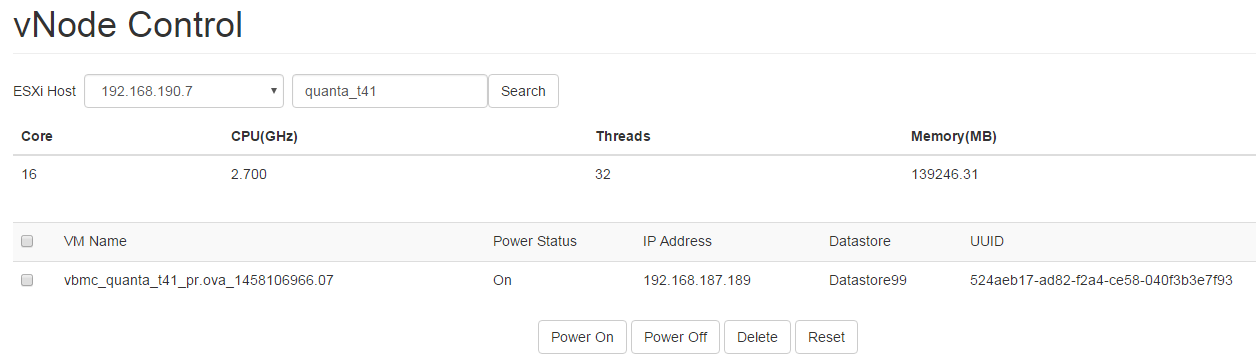 vNode Control
ESXi Host 192.168.190.7 quanta_t41 Search
Core CPU(GHz) Threads Memory(MB)
16 2.700 32 139246.31
VM Name Power Status IP Address Datastore UUID
vbmc_quanta_t41_pr.ova_1458106966.07 On 192.168.187.189 Datastore99 524aeb17-ad82-f2a4-ce58-040f3b3e7f93
Power On Power Off Delete Reset